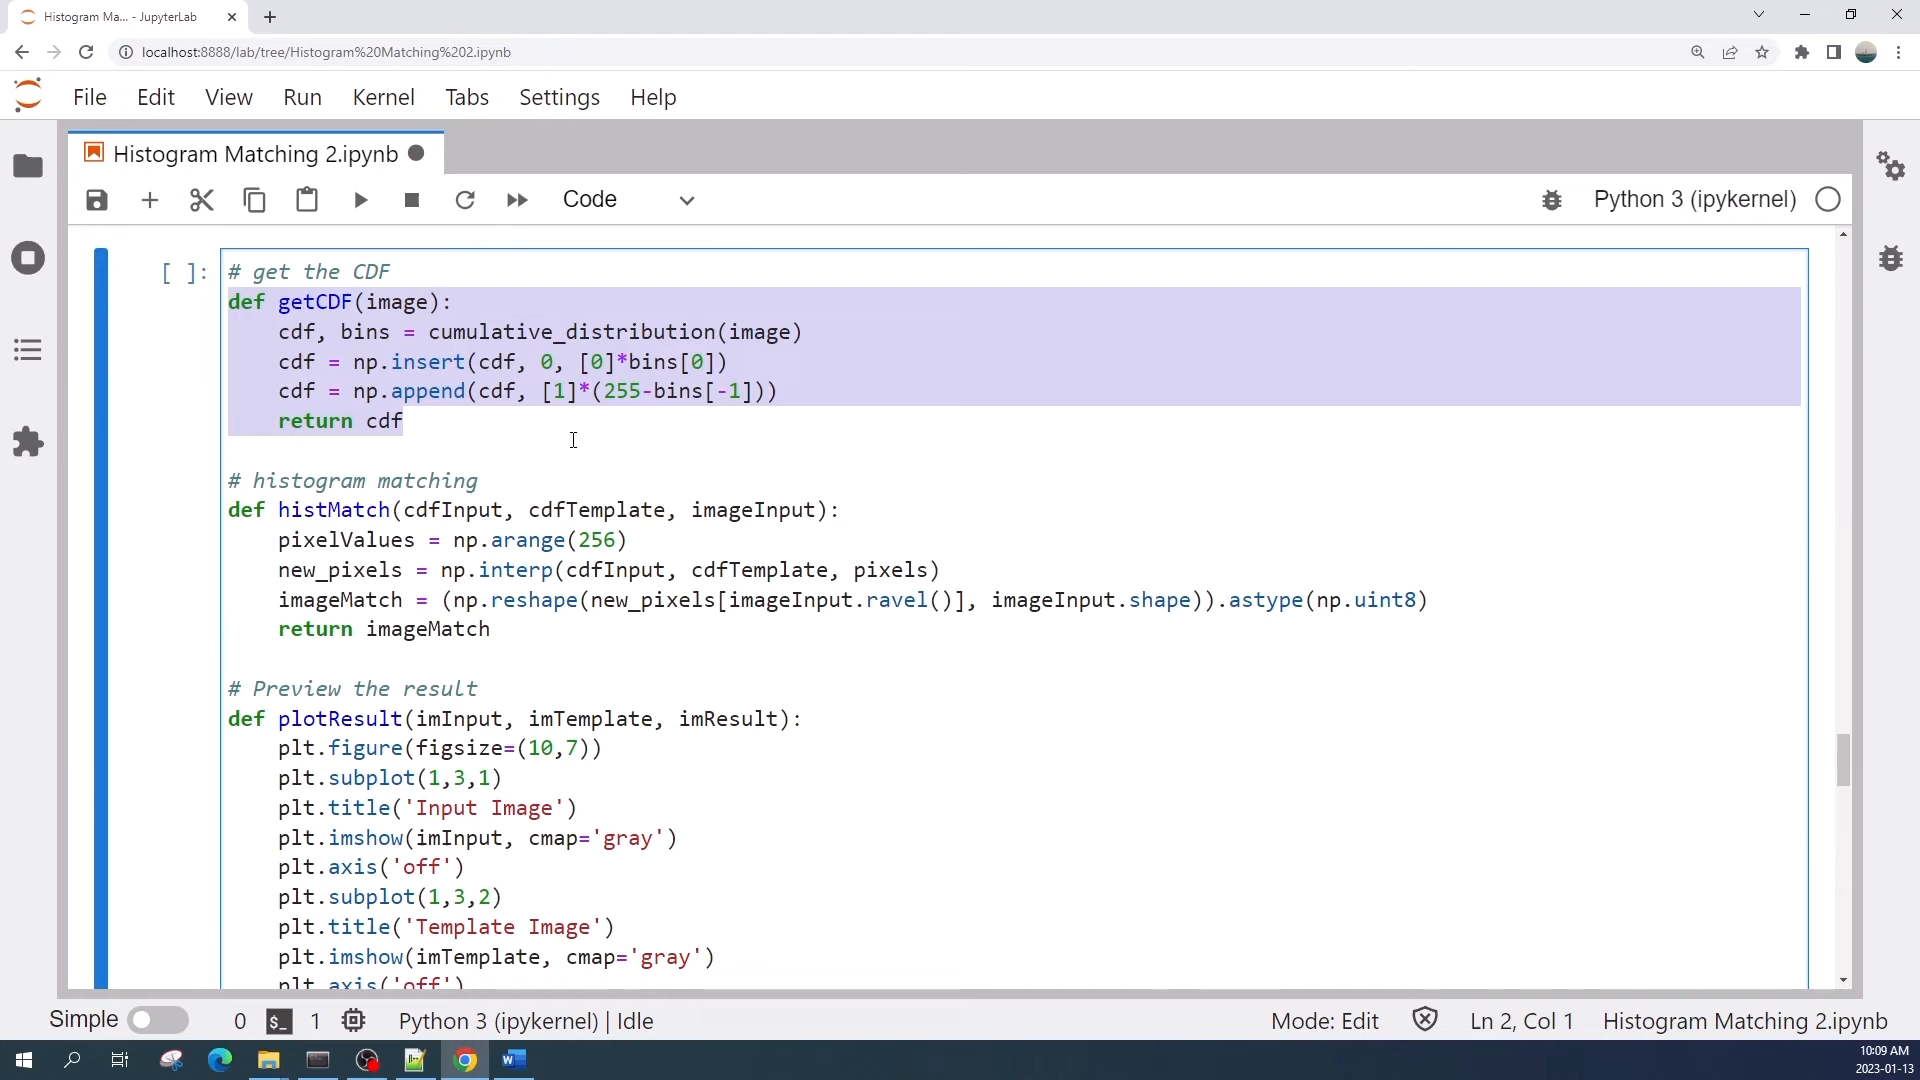 Histogram Ma... - JupyterLab
localhost:8888/lab/tree/Histogram%20Matching%202.ipynb
File Edit View Run Kernel Tabs Settings Help
Histogram Matching 2.ipynb
Code
Python 3 (ipykernel)
[ ]:
# get the CDF
def getCDF(image):
    cdf, bins = cumulative_distribution(image)
    cdf = np.insert(cdf, 0, [0]*bins[0])
    cdf = np.append(cdf, [1]*(255-bins[-1]))
    return cdf
# histogram matching
def histMatch(cdfInput, cdfTemplate, imageInput):
    pixelValues = np.arange(256)
    new_pixels = np.interp(cdfInput, cdfTemplate, pixels)
    imageMatch = (np.reshape(new_pixels[imageInput.ravel()], imageInput.shape)).astype(np.uint8)
    return imageMatch
# Preview the result
def plotResult(imInput, imTemplate, imResult):
    plt.figure(figsize=(10,7))
    plt.subplot(1,3,1)
    plt.title('Input Image')
    plt.imshow(imInput, cmap='gray')
    plt.axis('off')
    plt.subplot(1,3,2)
    plt.title('Template Image')
    plt.imshow(imTemplate, cmap='gray')
    plt.axis('off')
Simple 0 $_ 1 Python 3 (ipykernel) | Idle Mode: Edit Ln 2, Col 1 Histogram Matching 2.ipynb
10:09 AM
2023-01-13